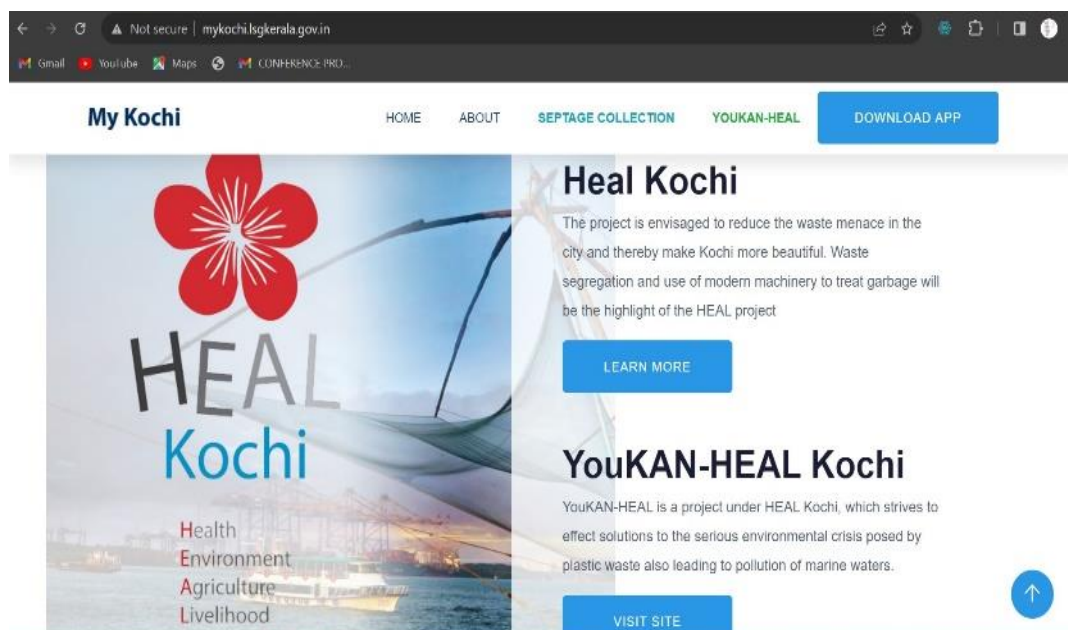 Not secure | mykochi.lsgkerala.gov.in
Gmail YouTube Maps CONFERENCE PRO...
My Kochi HOME ABOUT SEPTAGE COLLECTION YOUKAN-HEAL DOWNLOAD APP
HEAL
Kochi
Health
Environment
Agriculture
Livelihood
Heal Kochi
The project is envisaged to reduce the waste menace in the
city and thereby make Kochi more beautiful. Waste
segregation and use of modern machinery to treat garbage will
be the highlight of the HEAL project
LEARN MORE
YouKAN-HEAL Kochi
YouKAN-HEAL is a project under HEAL Kochi, which strives to
effect solutions to the serious environmental crisis posed by
plastic waste also leading to pollution of marine waters.
VISIT SITE